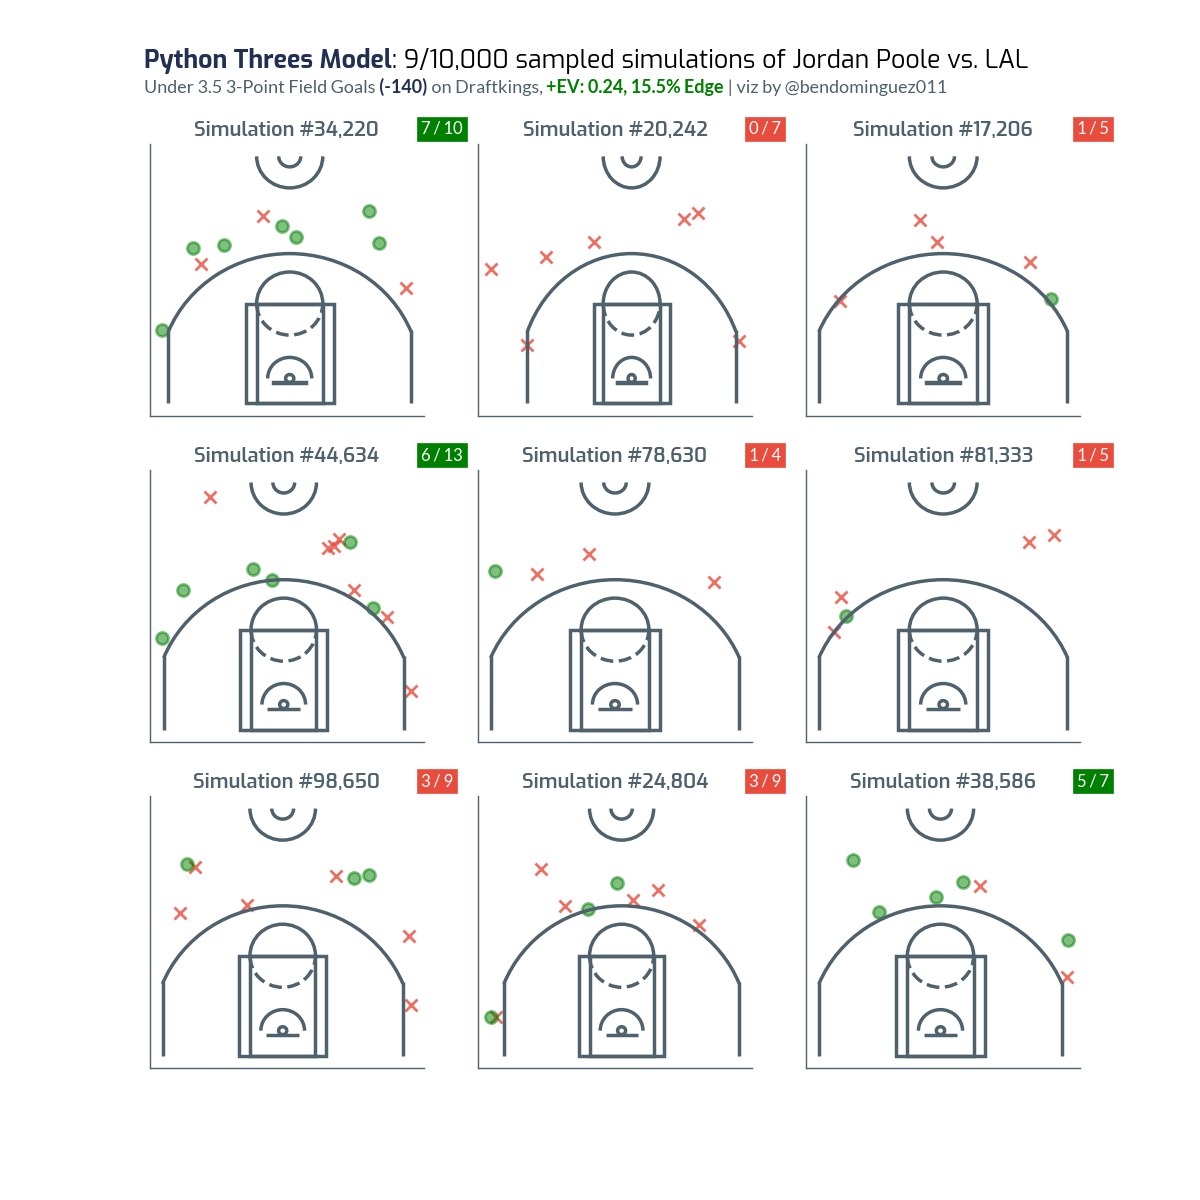 Python Threes Model: 9/10,000 sampled simulations of Jordan Poole vs. LAL
Under 3.5 3-Point Field Goals (-140) on Draftkings, +EV: 0.24, 15.5% Edge | viz by @bendominguez011
Simulation #34,220 7 / 10
Simulation #20,242 0 / 7
Simulation #17,206 1 / 5
Simulation #44,634 6 / 13
Simulation #78,630 1 / 4
Simulation #81,333 1 / 5
Simulation #98,650 3 / 9
Simulation #24,804 3 / 9
Simulation #38,586 5 / 7